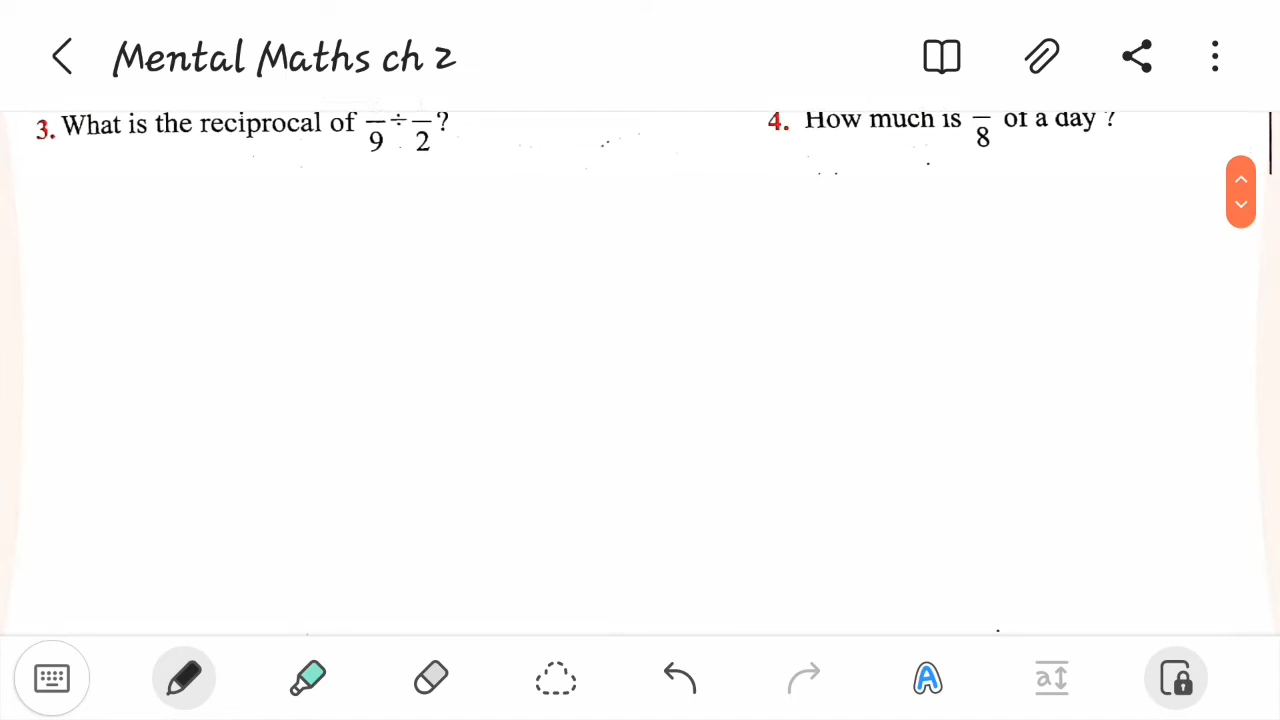 Mental Maths ch 2
3. What is the reciprocal of /9 ÷ /2 ?
4. How much is /8 of a day ?
A
a